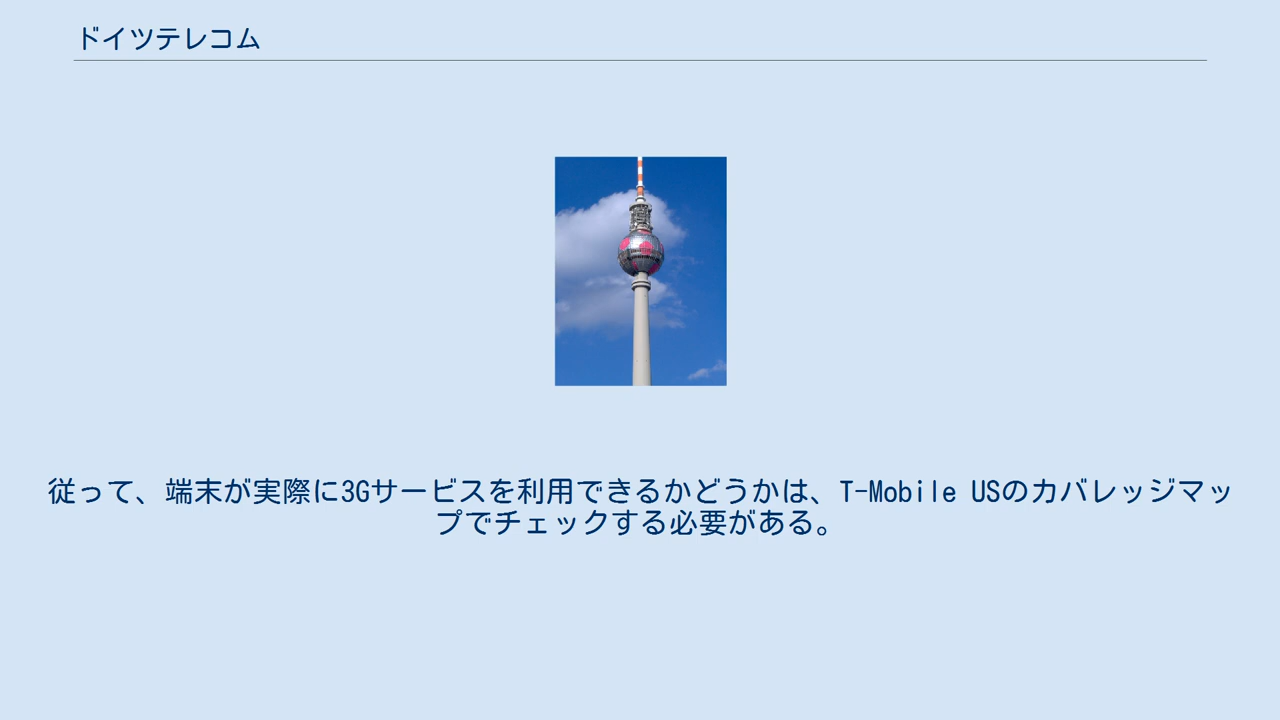 ドイツテレコム
従って、端末が実際に3Gサービスを利用できるかどうかは、T-Mobile USのカバレッジマッ
プでチェックする必要がある。